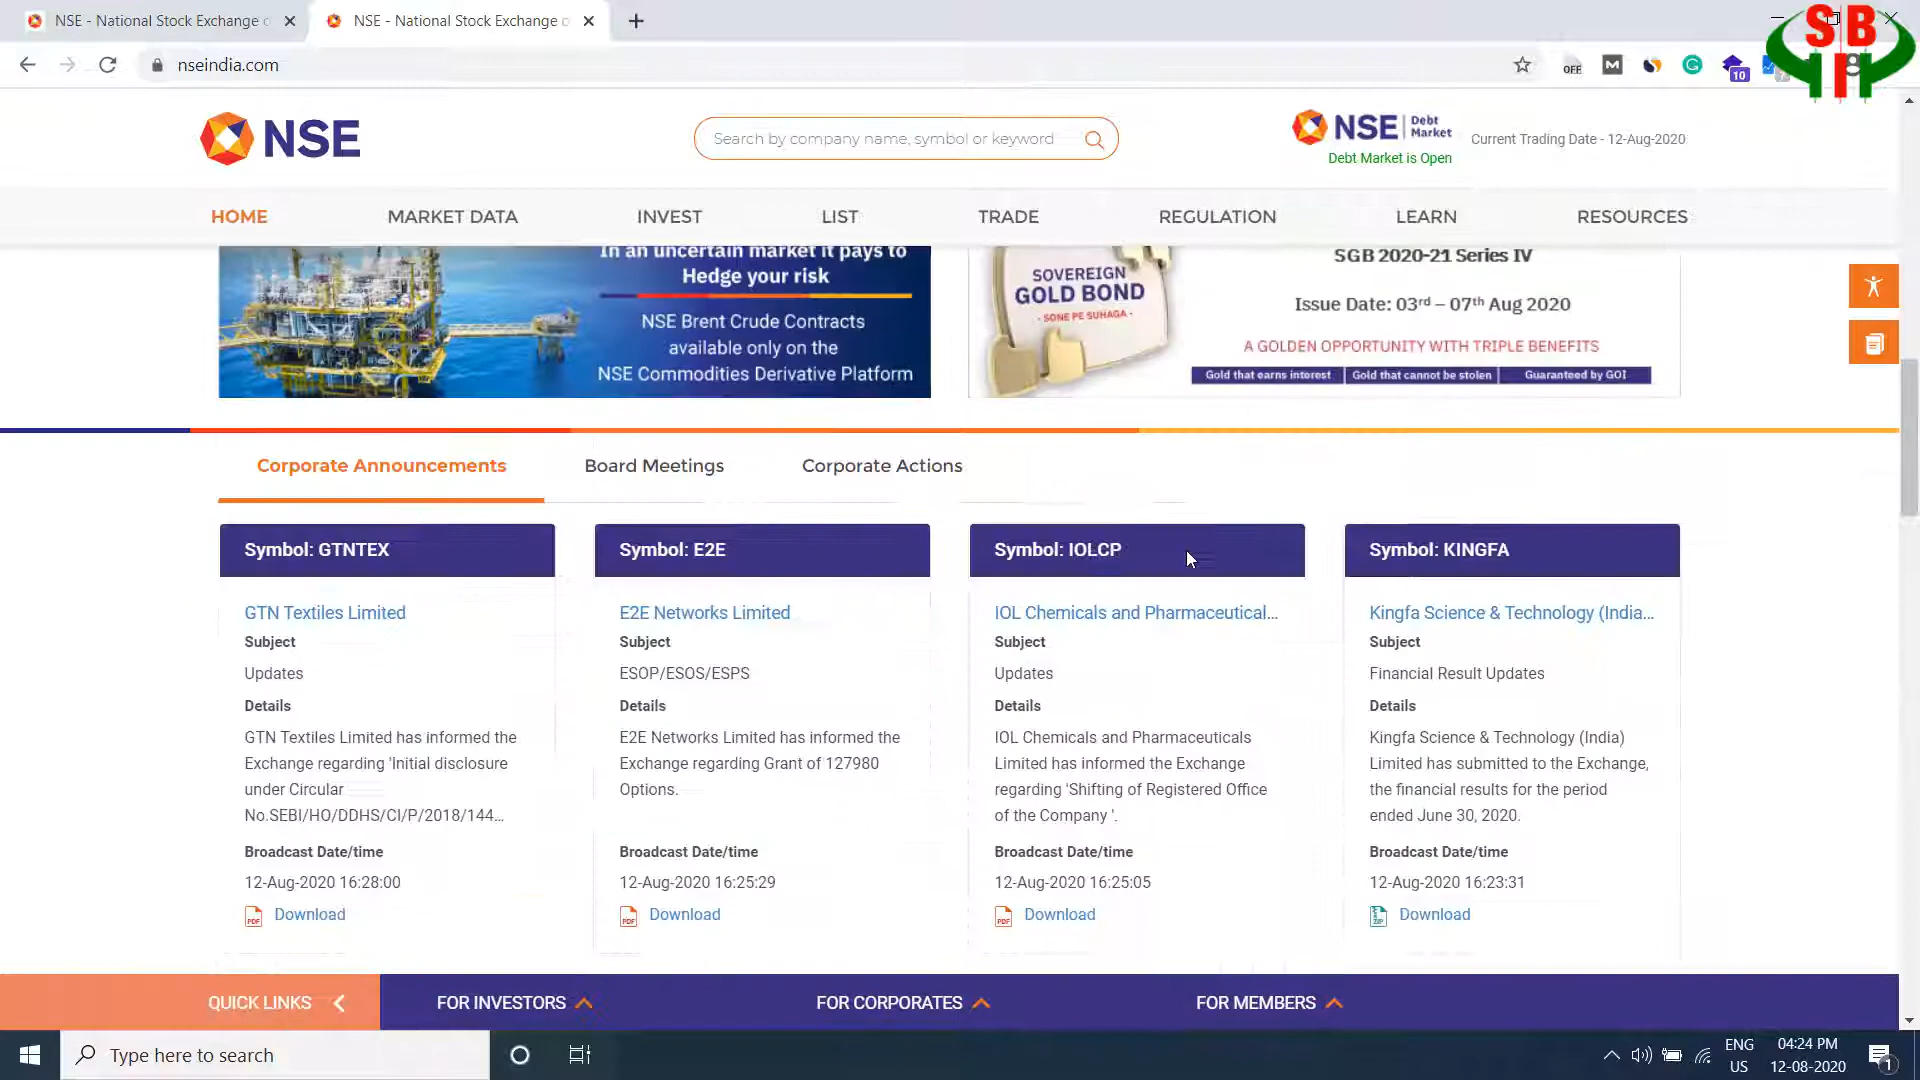 NSE - National Stock Exchange o
NSE - National Stock Exchange o
nseindia.com
OFF
M
G
10
SB
NSE
Search by company name, symbol or keyword
NSE Debt Market
Debt Market is Open
Current Trading Date - 12-Aug-2020
HOME MARKET DATA INVEST LIST TRADE REGULATION LEARN RESOURCES
In an uncertain market it pays to
Hedge your risk
NSE Brent Crude Contracts
available only on the
NSE Commodities Derivative Platform
SOVEREIGN
GOLD BOND
- SONE PE SUHAGA -
SGB 2020-21 Series IV
Issue Date: 03rd – 07th Aug 2020
A GOLDEN OPPORTUNITY WITH TRIPLE BENEFITS
Gold that earns interest Gold that cannot be stolen Guaranteed by GOI
Corporate Announcements Board Meetings Corporate Actions
Symbol: GTNTEX
GTN Textiles Limited
Subject
Updates
Details
GTN Textiles Limited has informed the
Exchange regarding 'Initial disclosure
under Circular
No.SEBI/HO/DDHS/CI/P/2018/144...
Broadcast Date/time
12-Aug-2020 16:28:00
PDF Download
Symbol: E2E
E2E Networks Limited
Subject
ESOP/ESOS/ESPS
Details
E2E Networks Limited has informed the
Exchange regarding Grant of 127980
Options.
Broadcast Date/time
12-Aug-2020 16:25:29
PDF Download
Symbol: IOLCP
IOL Chemicals and Pharmaceutical...
Subject
Updates
Details
IOL Chemicals and Pharmaceuticals
Limited has informed the Exchange
regarding 'Shifting of Registered Office
of the Company '.
Broadcast Date/time
12-Aug-2020 16:25:05
PDF Download
Symbol: KINGFA
Kingfa Science & Technology (India...
Subject
Financial Result Updates
Details
Kingfa Science & Technology (India)
Limited has submitted to the Exchange,
the financial results for the period
ended June 30, 2020.
Broadcast Date/time
12-Aug-2020 16:23:31
ZIP Download
QUICK LINKS FOR INVESTORS FOR CORPORATES FOR MEMBERS
Type here to search
ENG
US
04:24 PM
12-08-2020
1